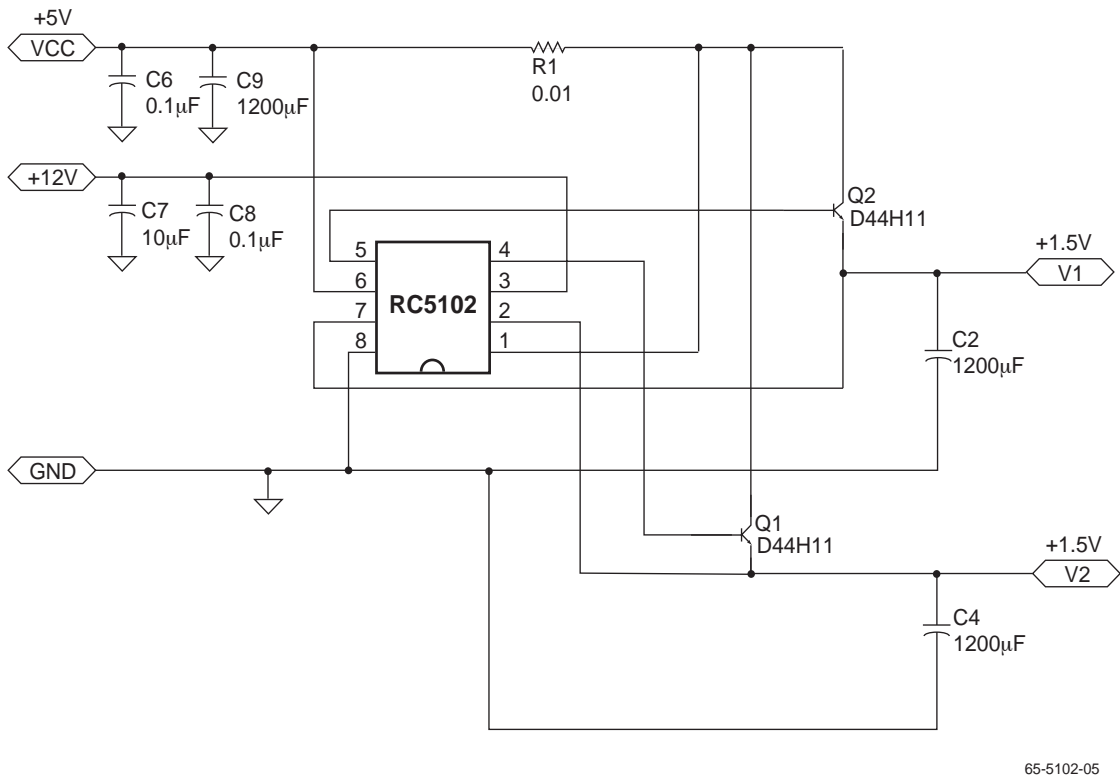 +5V
VCC
C6
0.1µF
C9
1200µF
R1
0.01
+12V
C7
10µF
C8
0.1µF
Q2
D44H11
+1.5V
V1
5
6
7
8
RC5102
4
3
2
1
C2
1200µF
GND
Q1
D44H11
+1.5V
V2
C4
1200µF
65-5102-05